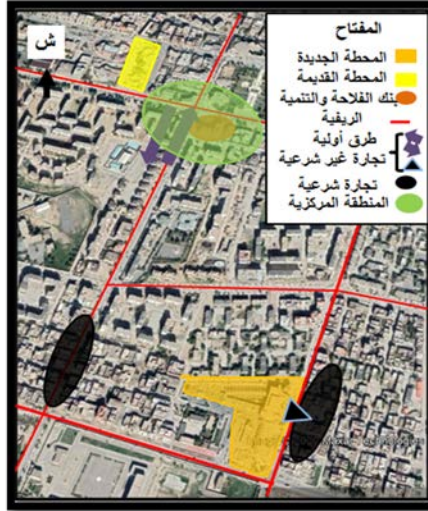 ش
المفتاح
المحطة الجديدة
المحطة القديمة
بنك الفلاحة والتنمية
الريفية
طرق أولية
تجارة غير شرعية
تجارة شرعية
المنطقة المركزية